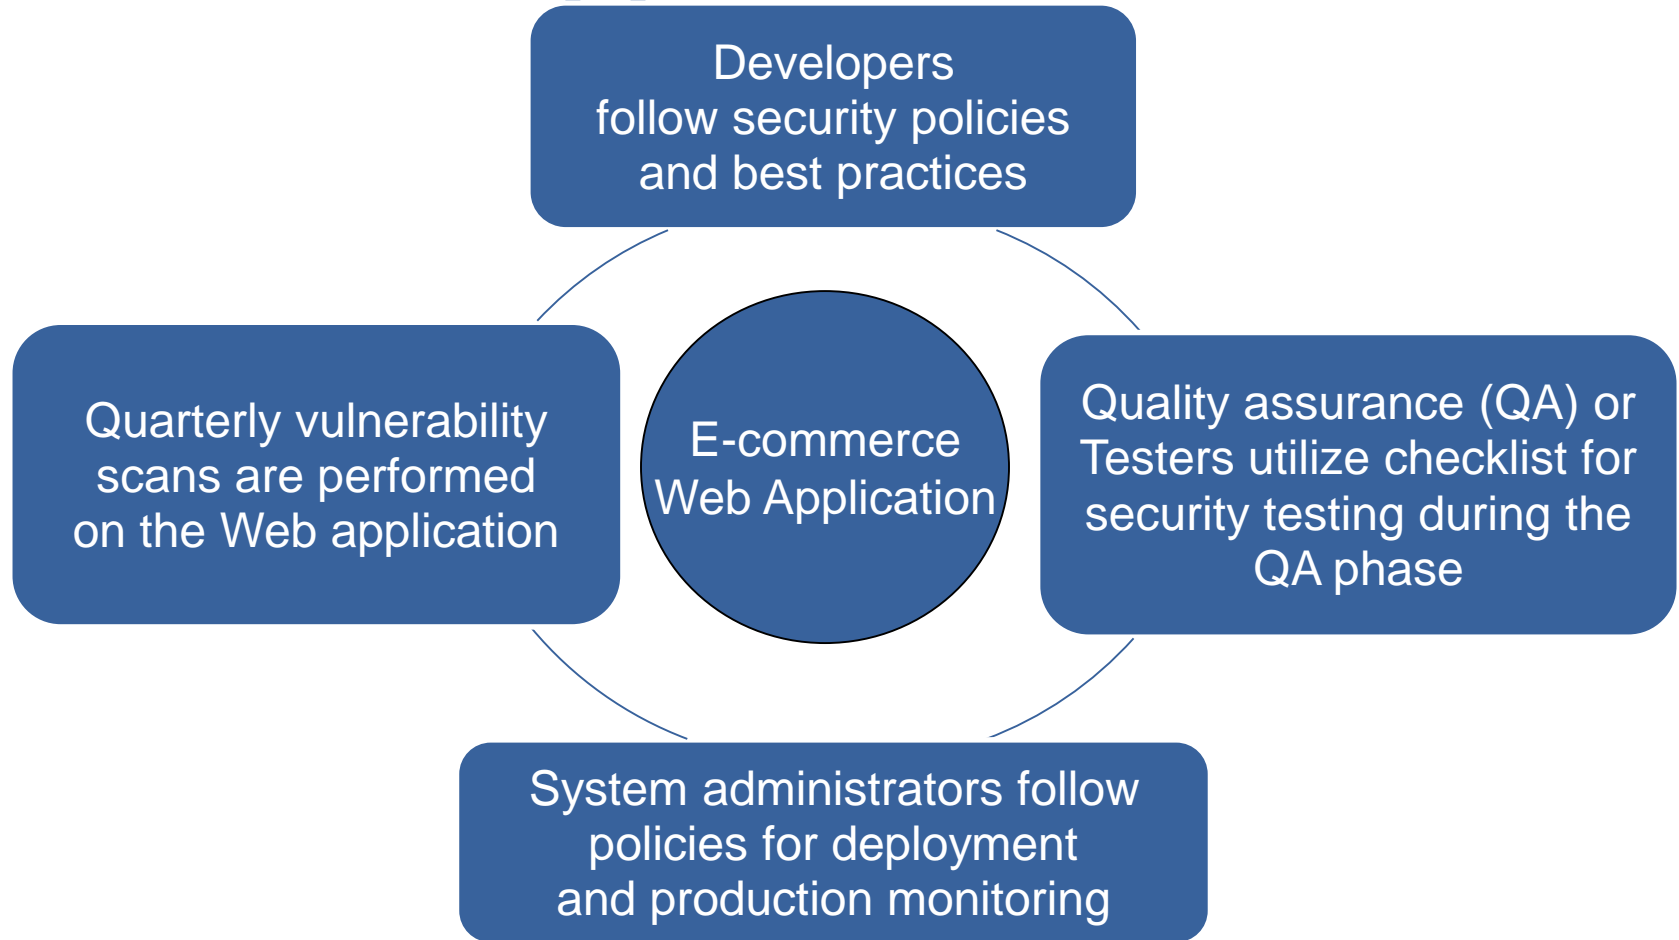 Developers
follow security policies
and best practices
Quarterly vulnerability
scans are performed
on the Web application
E-commerce
Web Application
Quality assurance (QA) or
Testers utilize checklist for
security testing during the
QA phase
System administrators follow
policies for deployment
and production monitoring